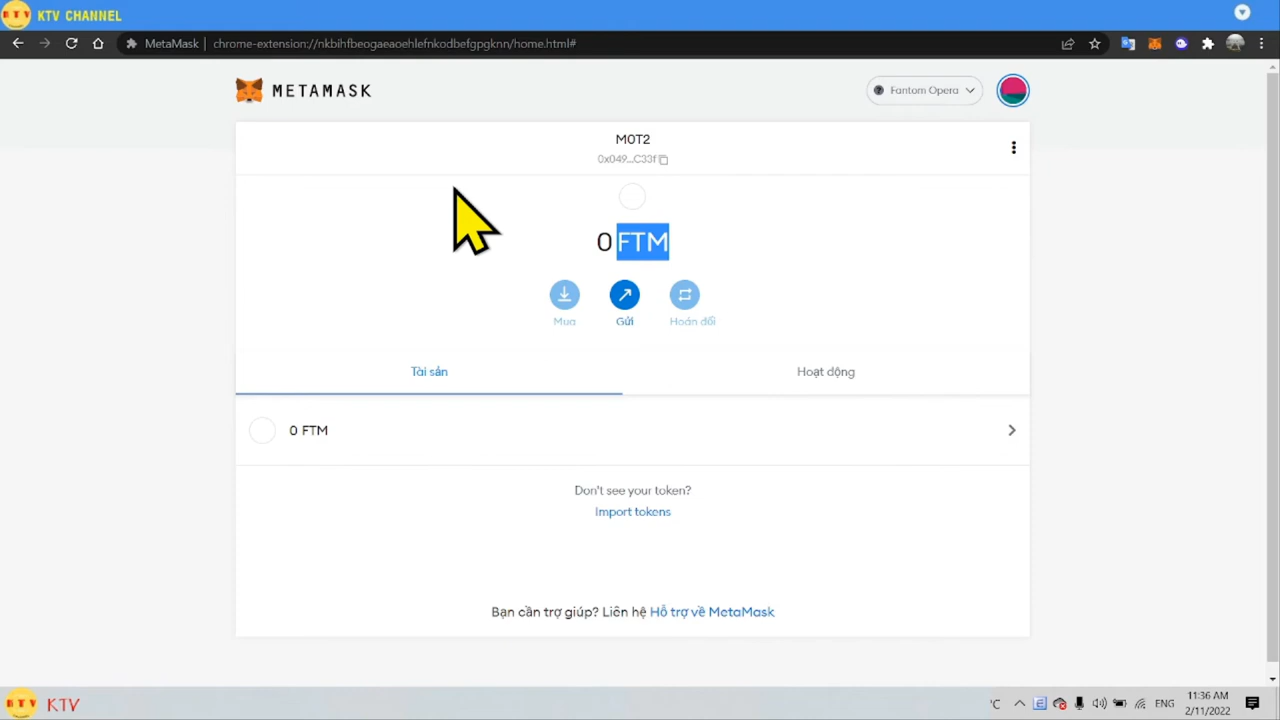 KTV CHANNEL
MetaMask | chrome-extension://nkbihfbeogaeaoehlefnkodbefgpgknn/home.html#
METAMASK
Fantom Opera
MOT2
0x049...C33f
0 FTM
Mua
Gửi
Hoán đổi
Tài sản
Hoạt động
0 FTM
Don't see your token?
Import tokens
Bạn cần trợ giúp? Liên hệ Hỗ trợ về MetaMask
KTV
°C
ENG
11:36 AM
2/11/2022